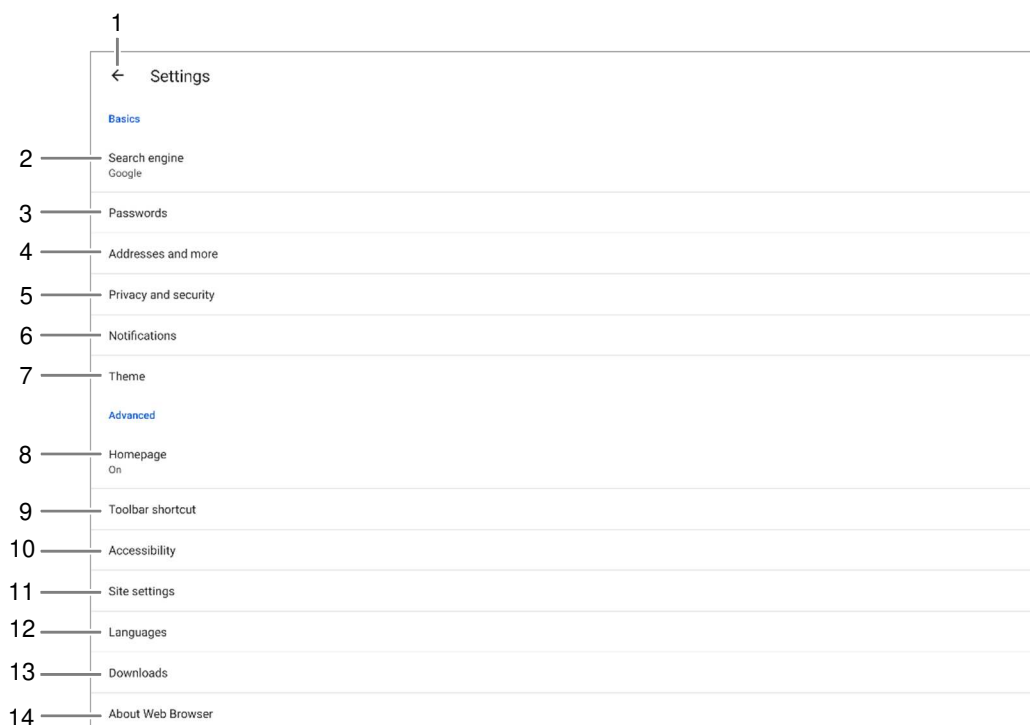 1
← Settings
Basics
2 Search engine
Google
3 Passwords
4 Addresses and more
5 Privacy and security
6 Notifications
7 Theme
Advanced
8 Homepage
On
9 Toolbar shortcut
10 Accessibility
11 Site settings
12 Languages
13 Downloads
14 About Web Browser